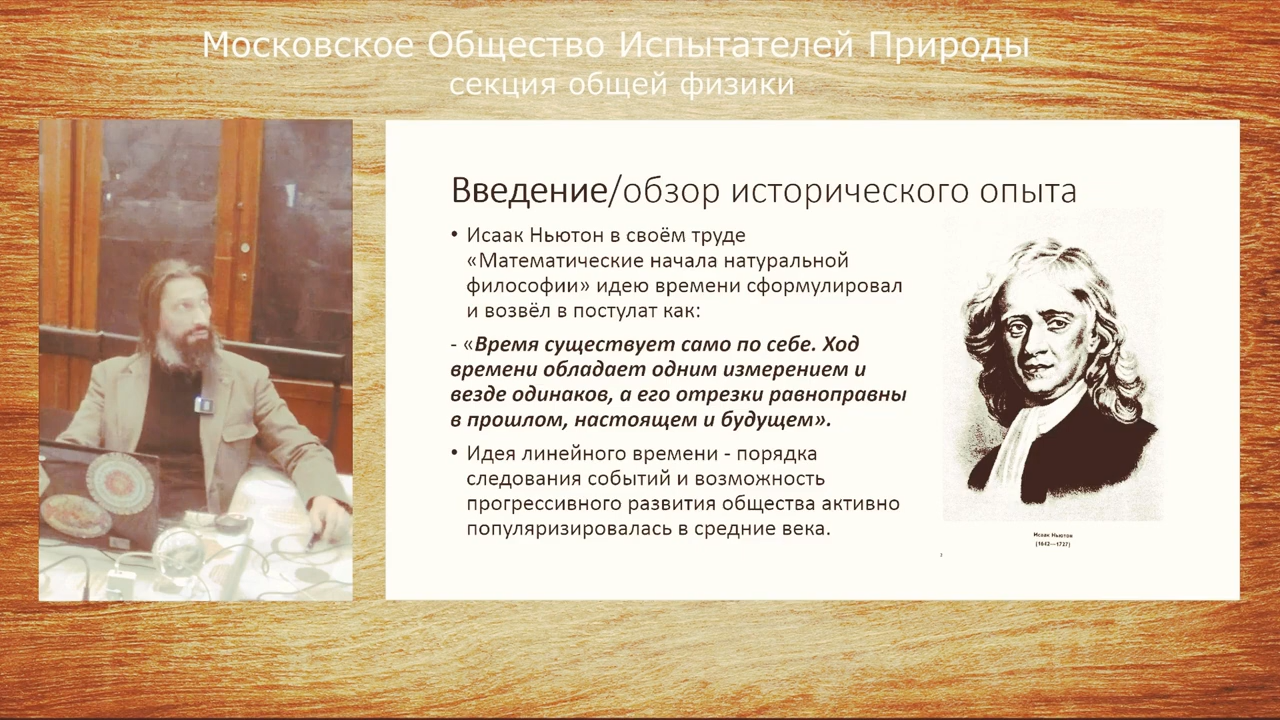 Московское Общество Испытателей Природы
секция общей физики
Введение/обзор исторического опыта
• Исаак Ньютон в своём труде
«Математические начала натуральной
философии» идею времени сформулировал
и возвёл в постулат как:
- «Время существует само по себе. Ход
времени обладает одним измерением и
везде одинаков, а его отрезки равноправны
в прошлом, настоящем и будущем».
• Идея линейного времени - порядка
следования событий и возможность
прогрессивного развития общества активно
популяризировалась в средние века.
Исаак Ньютон
(1642—1727)
3